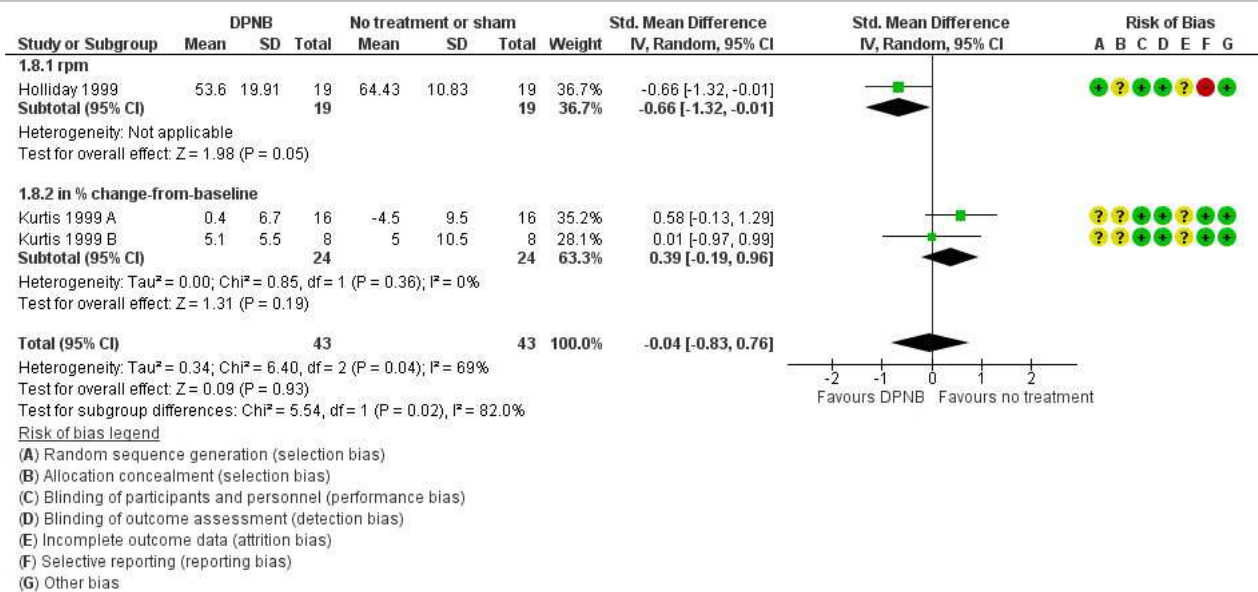 DPNB No treatment or sham Std. Mean Difference Std. Mean Difference Risk of Bias
Study or Subgroup Mean SD Total Mean SD Total Weight IV, Random, 95% CI IV, Random, 95% CI A B C D E F G
1.8.1 rpm
Holliday 1999 53.6 19.91 19 64.43 10.83 19 36.7% -0.66 [-1.32, -0.01] + ? + + ? - +
Subtotal (95% CI) 19 19 36.7% -0.66 [-1.32, -0.01]
Heterogeneity: Not applicable
Test for overall effect: Z = 1.98 (P = 0.05)
1.8.2 in % change-from-baseline
Kurtis 1999 A 0.4 6.7 16 -4.5 9.5 16 35.2% 0.58 [-0.13, 1.29] ? ? + + ? + +
Kurtis 1999 B 5.1 5.5 8 5 10.5 8 28.1% 0.01 [-0.97, 0.99] ? ? + + ? + +
Subtotal (95% CI) 24 24 63.3% 0.39 [-0.19, 0.96]
Heterogeneity: Tau² = 0.00; Chi² = 0.85, df = 1 (P = 0.36); I² = 0%
Test for overall effect: Z = 1.31 (P = 0.19)
Total (95% CI) 43 43 100.0% -0.04 [-0.83, 0.76]
Heterogeneity: Tau² = 0.34; Chi² = 6.40, df = 2 (P = 0.04); I² = 69%
Test for overall effect: Z = 0.09 (P = 0.93)
Test for subgroup differences: Chi² = 5.54, df = 1 (P = 0.02), I² = 82.0%
-2 -1 0 1 2
Favours DPNB Favours no treatment
Risk of bias legend
(A) Random sequence generation (selection bias)
(B) Allocation concealment (selection bias)
(C) Blinding of participants and personnel (performance bias)
(D) Blinding of outcome assessment (detection bias)
(E) Incomplete outcome data (attrition bias)
(F) Selective reporting (reporting bias)
(G) Other bias